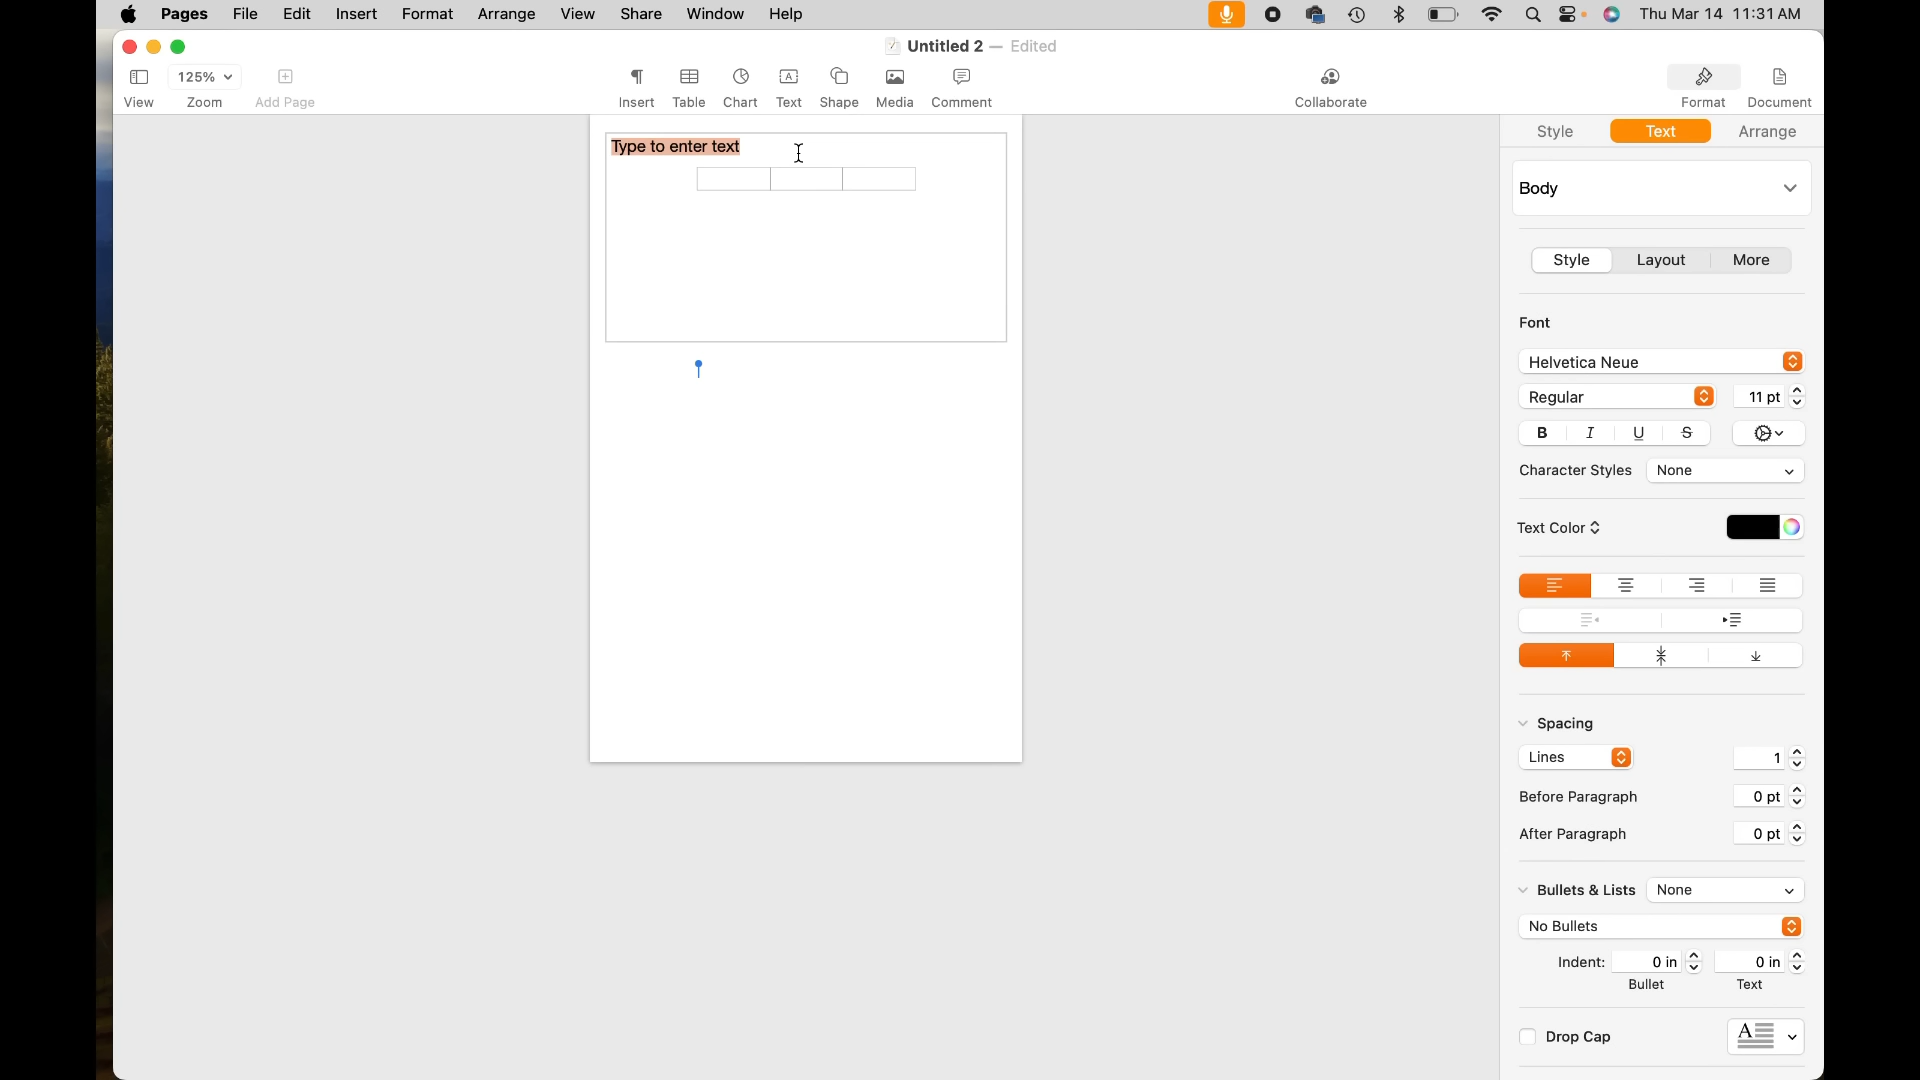 Pages File Edit Insert Format Arrange View Share Window Help Thu Mar 14 11:31 AM
Untitled 2 — Edited
125%
View Zoom Add Page Insert Table Chart Text Shape Media Comment Collaborate Format Document
Style Text Arrange
Type to enter text
Body
Style Layout More
Font
Helvetica Neue
Regular 11 pt
B I U S
Character Styles None
Text Color
Spacing
Lines 1
Before Paragraph 0 pt
After Paragraph 0 pt
Bullets & Lists None
No Bullets
Indent: 0 in 0 in
Bullet Text
Drop Cap A